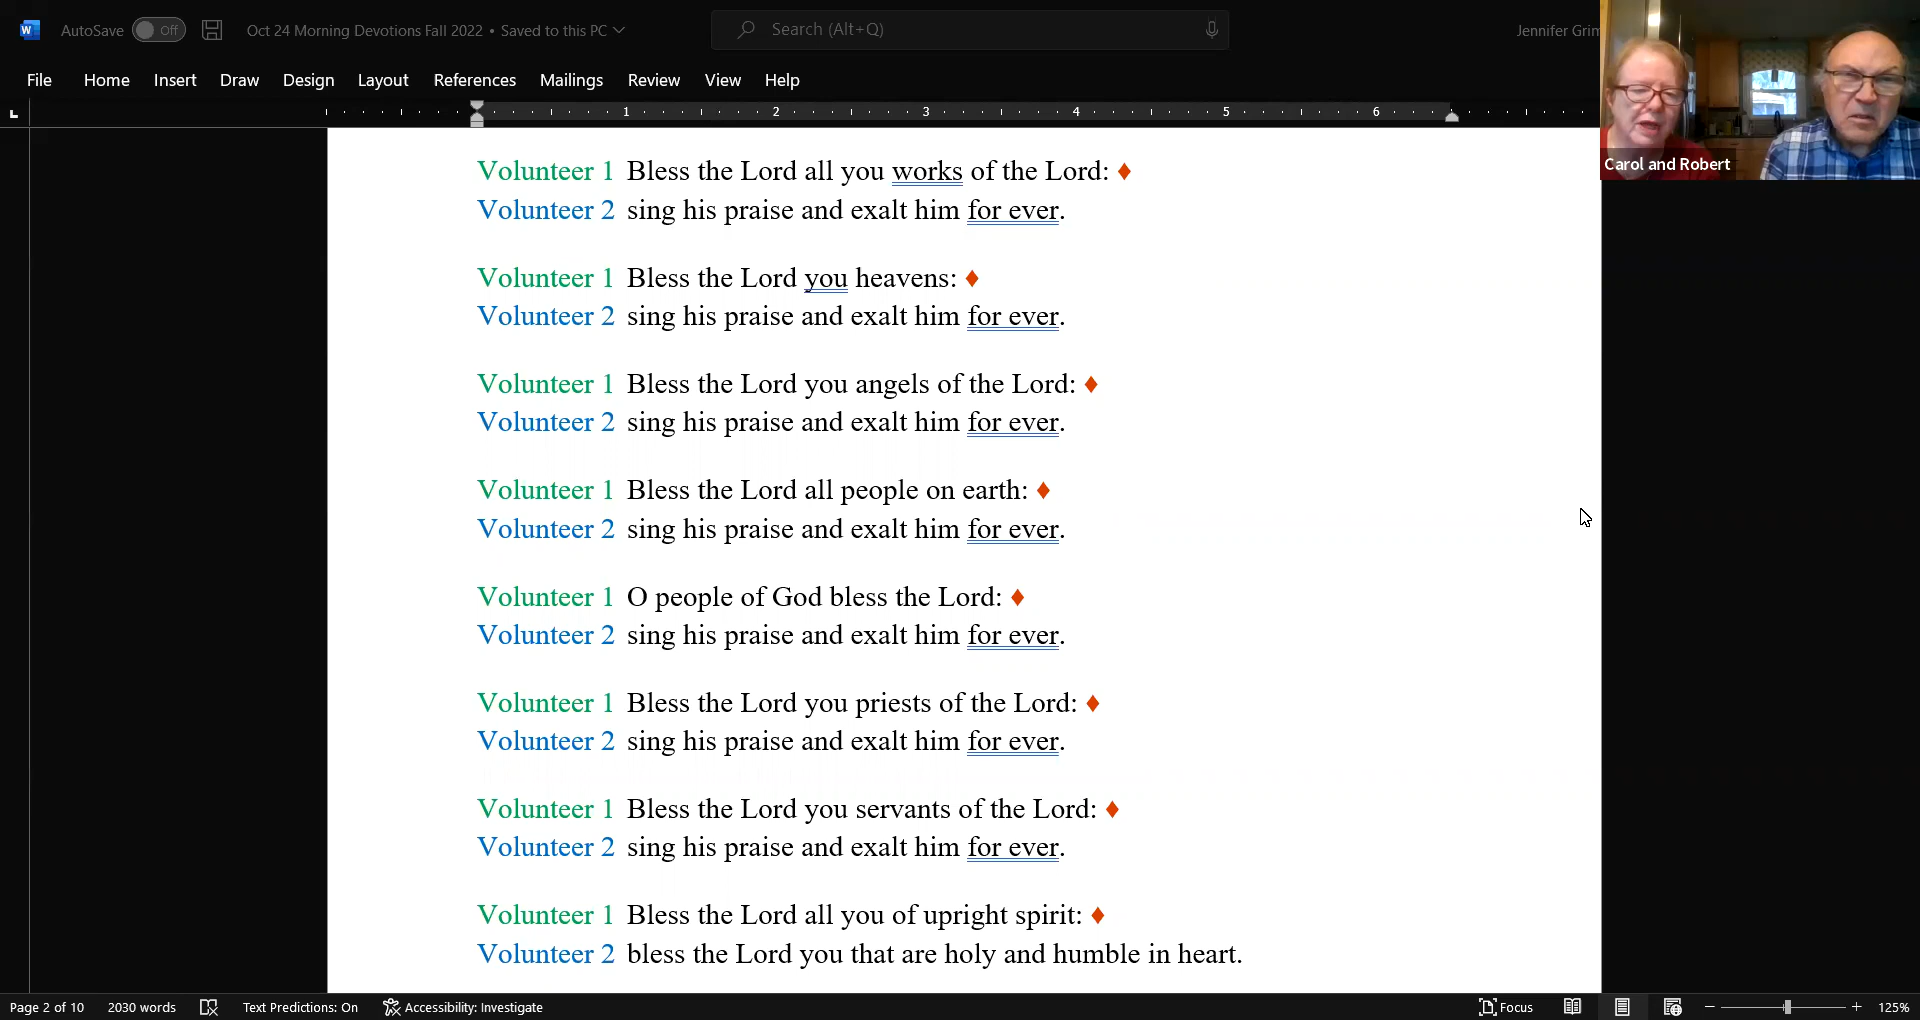 AutoSave Off Oct 24 Morning Devotions Fall 2022 • Saved to this PC Search (Alt+Q) Jennifer
File Home Insert Draw Design Layout References Mailings Review View Help
1 2 3 4 5 6
Carol and Robert
Volunteer 1 Bless the Lord all you works of the Lord: ♦
Volunteer 2 sing his praise and exalt him for ever.
Volunteer 1 Bless the Lord you heavens: ♦
Volunteer 2 sing his praise and exalt him for ever.
Volunteer 1 Bless the Lord you angels of the Lord: ♦
Volunteer 2 sing his praise and exalt him for ever.
Volunteer 1 Bless the Lord all people on earth: ♦
Volunteer 2 sing his praise and exalt him for ever.
Volunteer 1 O people of God bless the Lord: ♦
Volunteer 2 sing his praise and exalt him for ever.
Volunteer 1 Bless the Lord you priests of the Lord: ♦
Volunteer 2 sing his praise and exalt him for ever.
Volunteer 1 Bless the Lord you servants of the Lord: ♦
Volunteer 2 sing his praise and exalt him for ever.
Volunteer 1 Bless the Lord all you of upright spirit: ♦
Volunteer 2 bless the Lord you that are holy and humble in heart.
Page 2 of 10 2030 words Text Predictions: On Accessibility: Investigate Focus 125%